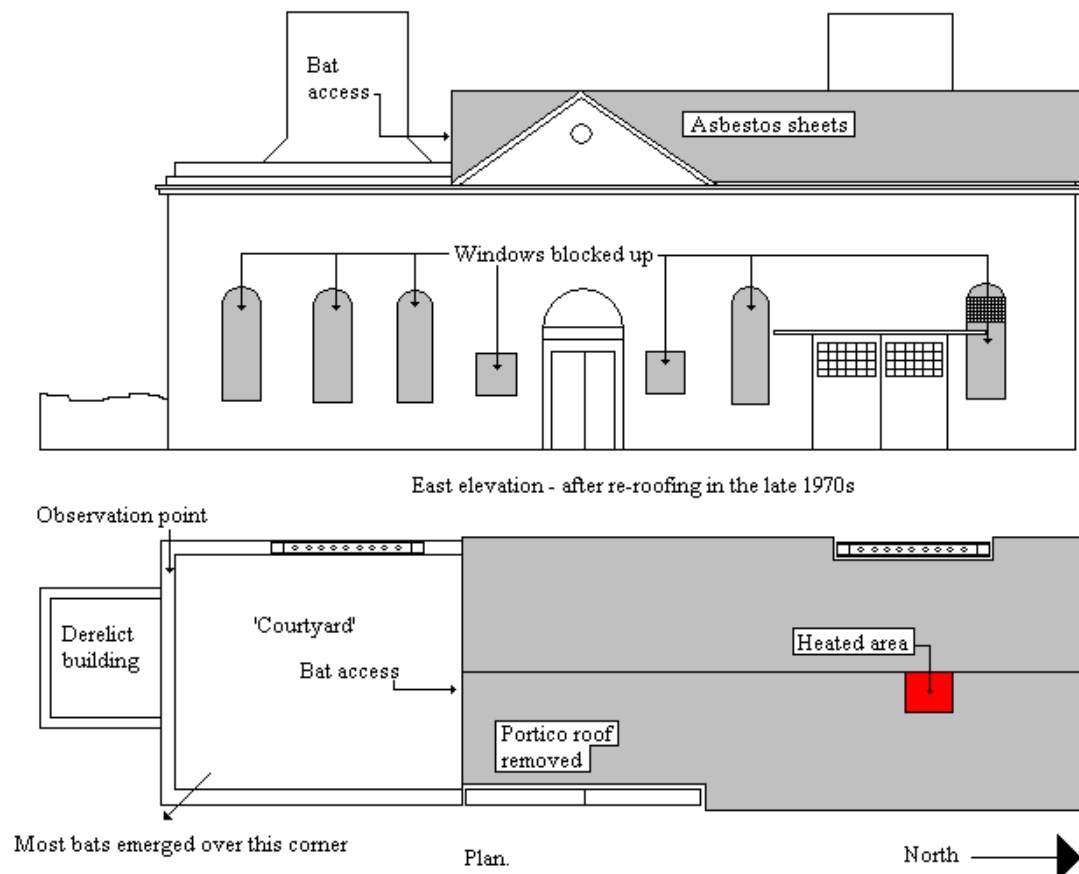 Bat
access
Asbestos sheets
Windows blocked up
East elevation - after re-roofing in the late 1970s
Observation point
Derelict
building
'Courtyard'
Bat access
Heated area
Portico roof
removed
Most bats emerged over this corner
Plan.
North